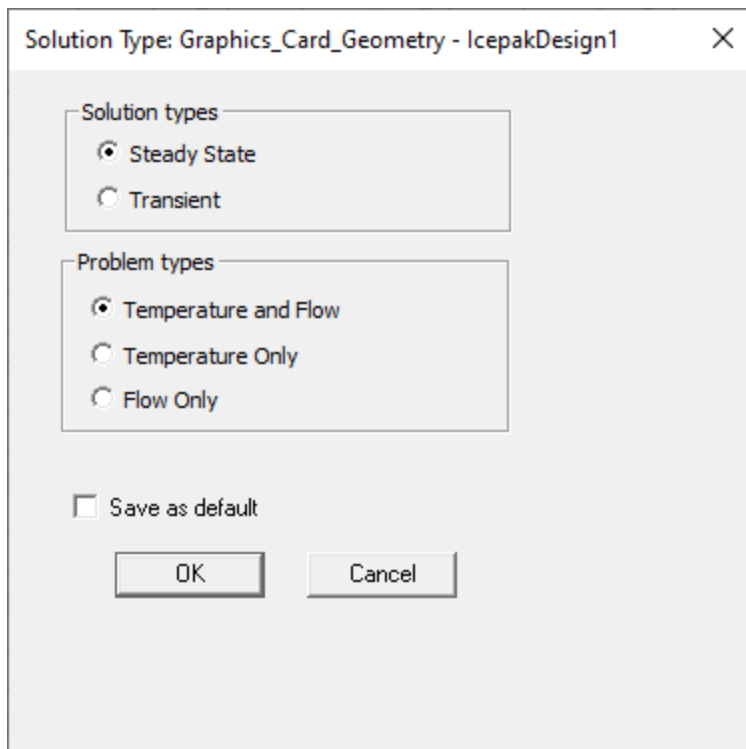 Solution Type: Graphics_Card_Geometry - IcepakDesign1
Solution types
Steady State
Transient
Problem types
Temperature and Flow
Temperature Only
Flow Only
Save as default
OK Cancel